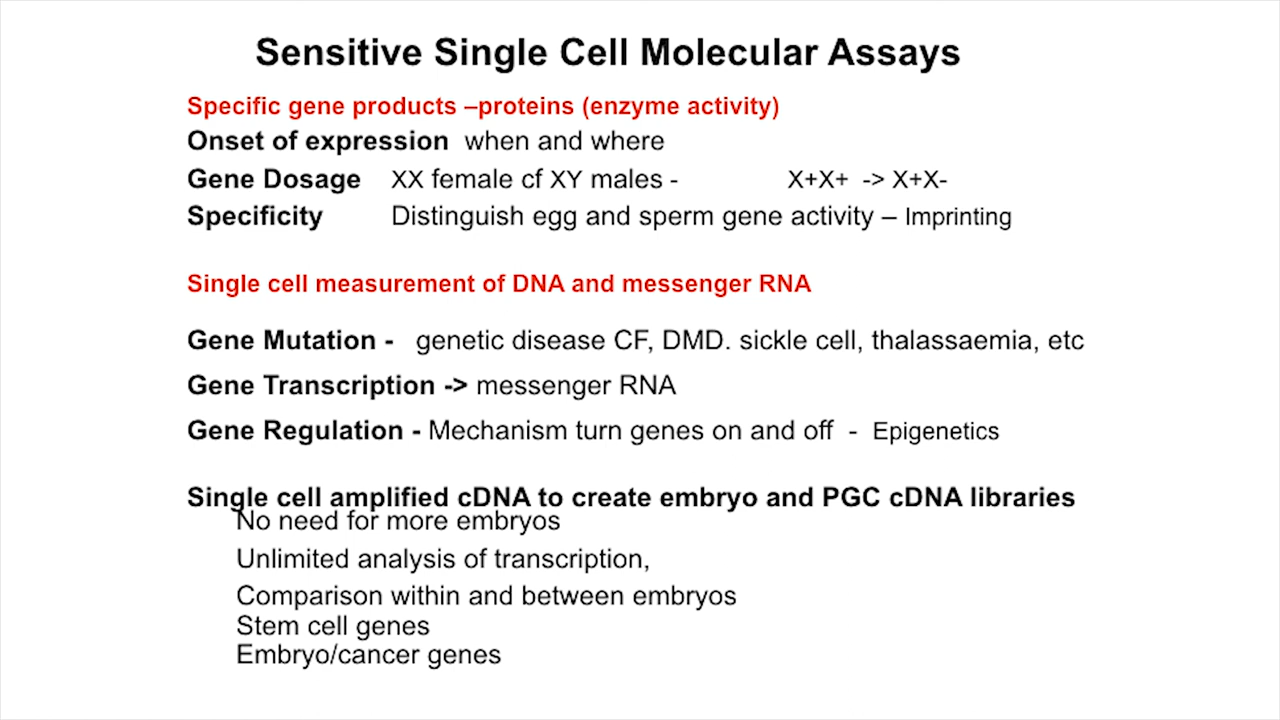 Sensitive Single Cell Molecular Assays
Specific gene products –proteins (enzyme activity)
Onset of expression when and where
Gene Dosage XX female cf XY males - X+X+ -> X+X-
Specificity Distinguish egg and sperm gene activity – Imprinting
Single cell measurement of DNA and messenger RNA
Gene Mutation - genetic disease CF, DMD. sickle cell, thalassaemia, etc
Gene Transcription -> messenger RNA
Gene Regulation - Mechanism turn genes on and off - Epigenetics
Single cell amplified cDNA to create embryo and PGC cDNA libraries
No need for more embryos
Unlimited analysis of transcription,
Comparison within and between embryos
Stem cell genes
Embryo/cancer genes